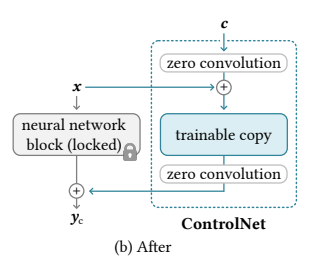 c
zero convolution
x
+
neural network
block (locked)
trainable copy
zero convolution
+
y_c
ControlNet
(b) After